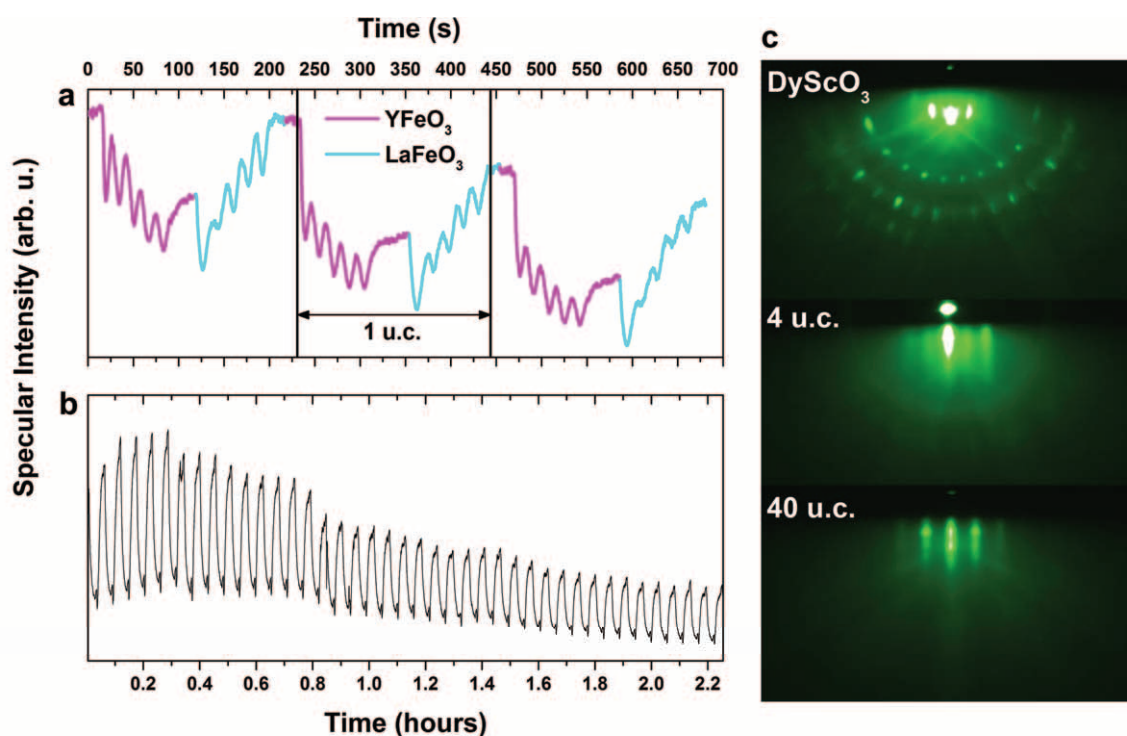 Time (s)
0 50 100 150 200 230 250 300 350 400 450 500 550 600 650 700
a
YFeO₃
LaFeO₃
1 u.c.
Specular Intensity (arb. u.)
b
0.2 0.4 0.6 0.8 1.0 1.2 1.4 1.6 1.8 2.0 2.2
Time (hours)
c
DyScO₃
4 u.c.
40 u.c.